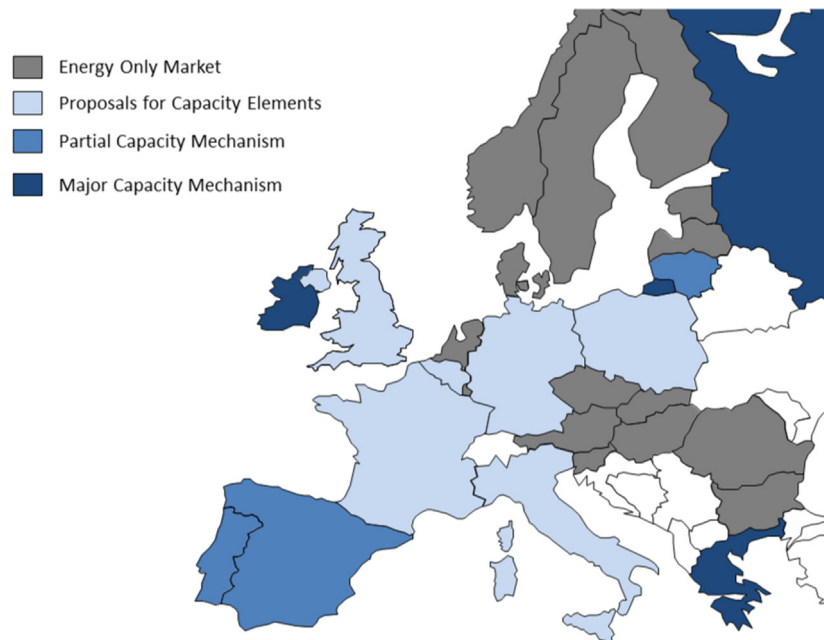 Energy Only Market
Proposals for Capacity Elements
Partial Capacity Mechanism
Major Capacity Mechanism